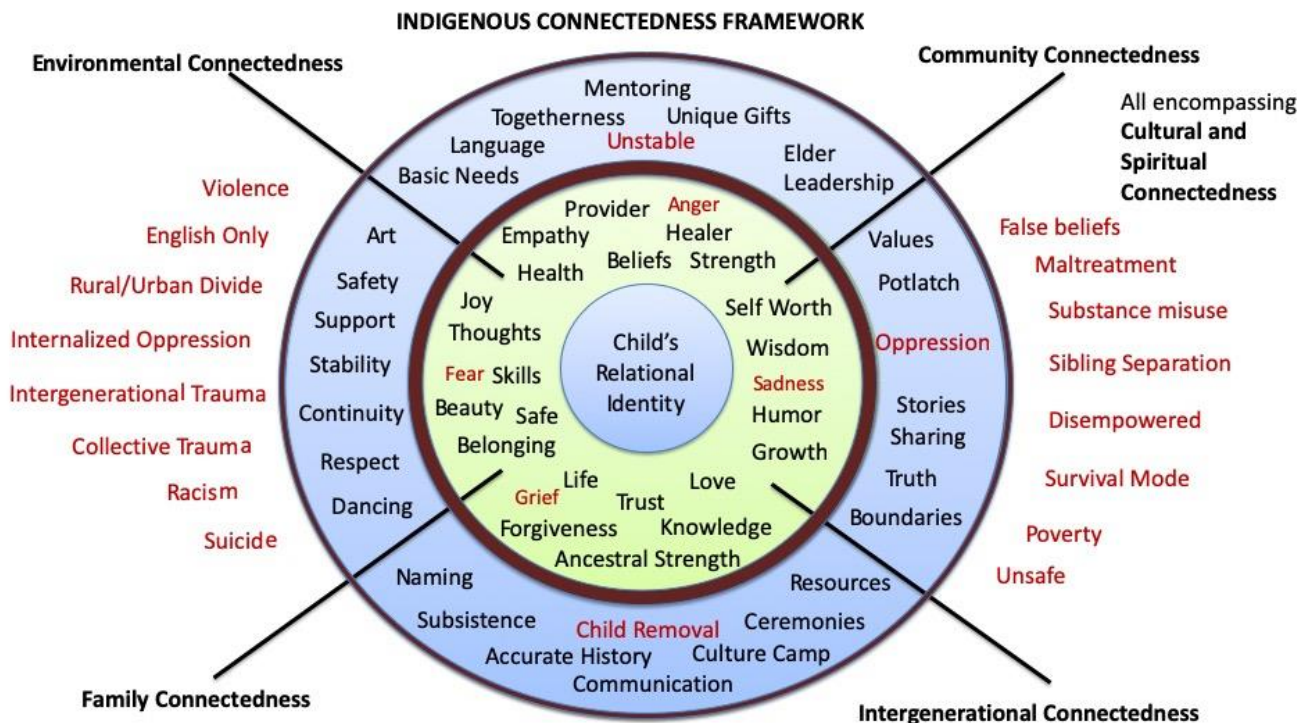 INDIGENOUS CONNECTEDNESS FRAMEWORK
Environmental Connectedness
Community Connectedness
All encompassing
Cultural and
Spiritual
Connectedness
Mentoring
Togetherness
Unique Gifts
Language
Unstable
Basic Needs
Elder
Leadership
Violence
English Only
Rural/Urban Divide
Internalized Oppression
Intergenerational Trauma
Collective Trauma
Racism
Suicide
Art
Safety
Support
Stability
Continuity
Respect
Dancing
Provider
Anger
Empathy
Healer
Health
Beliefs
Strength
Joy
Thoughts
Fear
Skills
Beauty
Safe
Belonging
Child’s
Relational
Identity
Self Worth
Wisdom
Sadness
Humor
Growth
Life
Love
Grief
Trust
Forgiveness
Knowledge
Ancestral Strength
Values
Potlatch
Oppression
Stories
Sharing
Truth
Boundaries
False beliefs
Maltreatment
Substance misuse
Sibling Separation
Disempowered
Survival Mode
Poverty
Unsafe
Naming
Resources
Subsistence
Child Removal
Ceremonies
Accurate History
Culture Camp
Communication
Family Connectedness
Intergenerational Connectedness